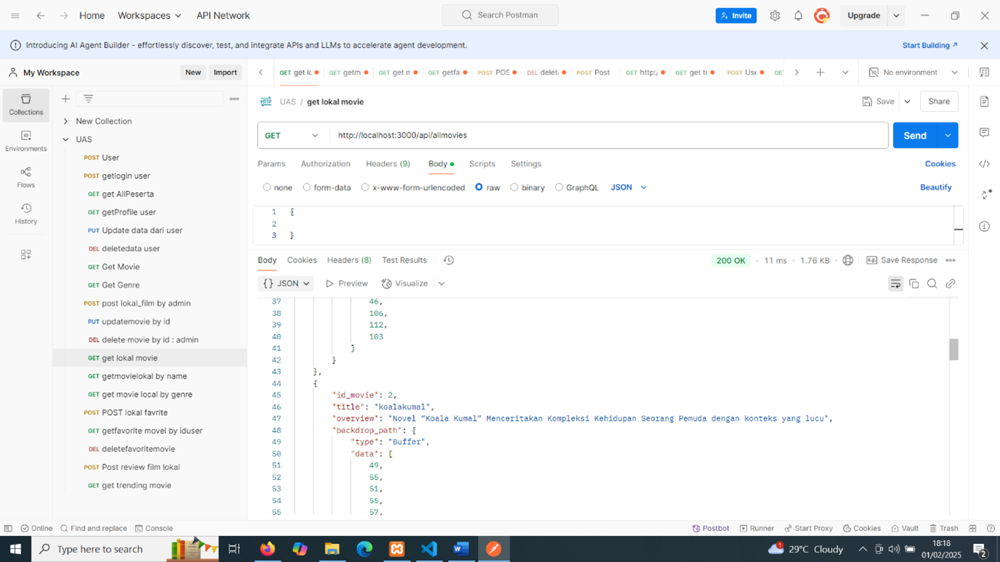 Home Workspaces API Network Search Postman Invite Upgrade
Introducing AI Agent Builder - effortlessly discover, test, and integrate APIs and LLMs to accelerate agent development. Start Building
My Workspace New Import
GET get lo GET getm GET get m GET getfa POST POS DEL delet POST Post GET http:/ GET get tr POST Use GET No environment
Collections
Environments
Flows
History
New Collection
UAS
POST User
POST getlogin user
GET get AllPeserta
GET getProfile user
PUT Update data dari user
DEL deletedata user
GET Get Movie
GET Get Genre
POST post lokal_film by admin
PUT updatemovie by id
DEL delete movie by id : admin
GET get lokal movie
GET getmovielokal by name
GET get movie local by genre
POST POST lokal favrite
GET getfavorite movei by iduser
DEL deletefavoritemovie
POST Post review film lokal
GET get trending movie
HTTP UAS / get lokal movie Save Share
GET http://localhost:3000/api/allmovies Send
Params Authorization Headers (9) Body Scripts Settings Cookies
none form-data x-www-form-urlencoded raw binary GraphQL JSON Beautify
1 {
2
3 }
Body Cookies Headers (8) Test Results 200 OK • 11 ms • 1.76 KB Save Response
{} JSON Preview Visualize
37 46,
38 106,
39 112,
40 103
41 ]
42 }
43 },
44 {
45 "id_movie": 2,
46 "title": "koalakumal",
47 "overview": "Novel “Koala Kumal” Menceritakan Kompleksi Kehidupan Seorang Pemuda dengan konteks yang lucu",
48 "backdrop_path": {
49 "type": "Buffer",
50 "data": [
51 49,
52 55,
53 51,
54 55,
55 57,
Online Find and replace Console Postbot Runner Start Proxy Cookies Vault Trash
Type here to search 1 29°C Cloudy 18:18
01/02/2025 2